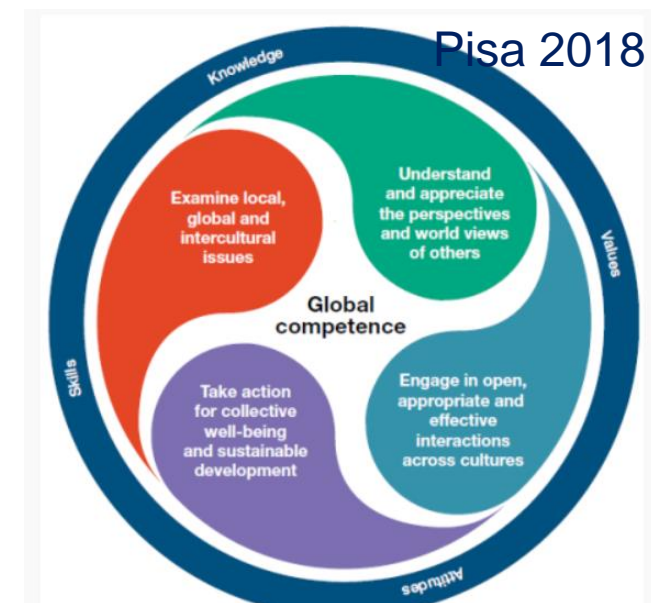 Pisa 2018
Knowledge
Examine local,
global and
intercultural
issues
Understand
and appreciate
the perspectives
and world views
of others
Values
Global
competence
Skills
Take action
for collective
well-being
and sustainable
development
Engage in open,
appropriate and
effective
interactions
across cultures
Attitudes